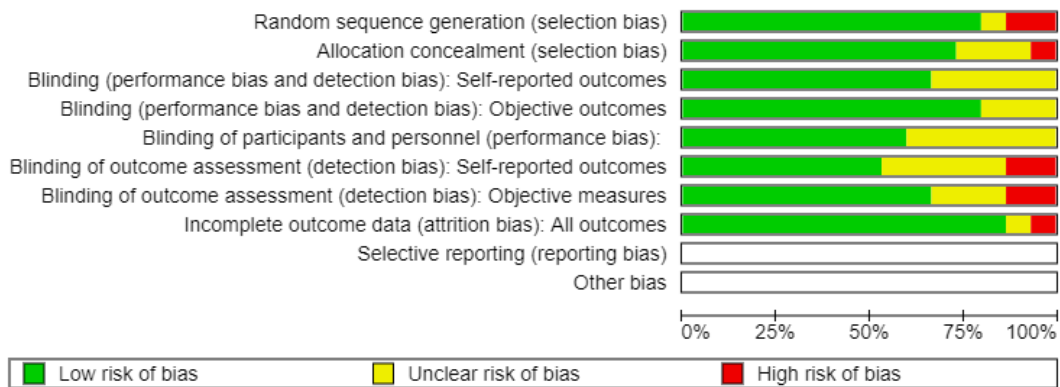 Random sequence generation (selection bias)
Allocation concealment (selection bias)
Blinding (performance bias and detection bias): Self-reported outcomes
Blinding (performance bias and detection bias): Objective outcomes
Blinding of participants and personnel (performance bias):
Blinding of outcome assessment (detection bias): Self-reported outcomes
Blinding of outcome assessment (detection bias): Objective measures
Incomplete outcome data (attrition bias): All outcomes
Selective reporting (reporting bias)
Other bias
0% 25% 50% 75% 100%
Low risk of bias Unclear risk of bias High risk of bias